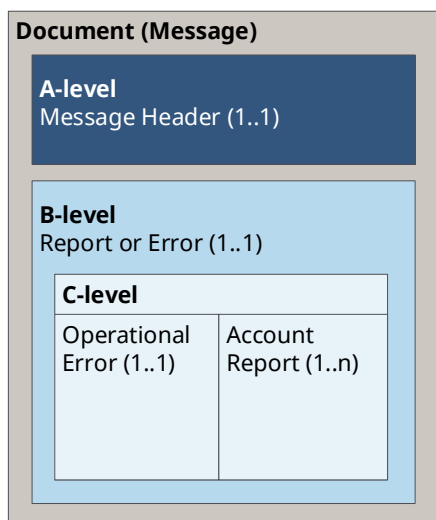 Document (Message)
A-level
Message Header (1..1)
B-level
Report or Error (1..1)
C-level
Operational
Error (1..1)
Account
Report (1..n)